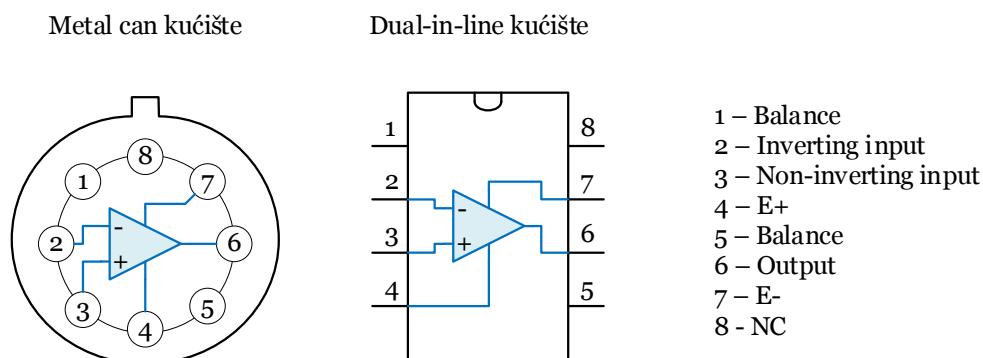 Metal can kućište
Dual-in-line kućište
8
1
7
2
-
6
+
3
5
4
1
8
2
7
-
3
+
6
4
5
1 – Balance
2 – Inverting input
3 – Non-inverting input
4 – E+
5 – Balance
6 – Output
7 – E-
8 - NC